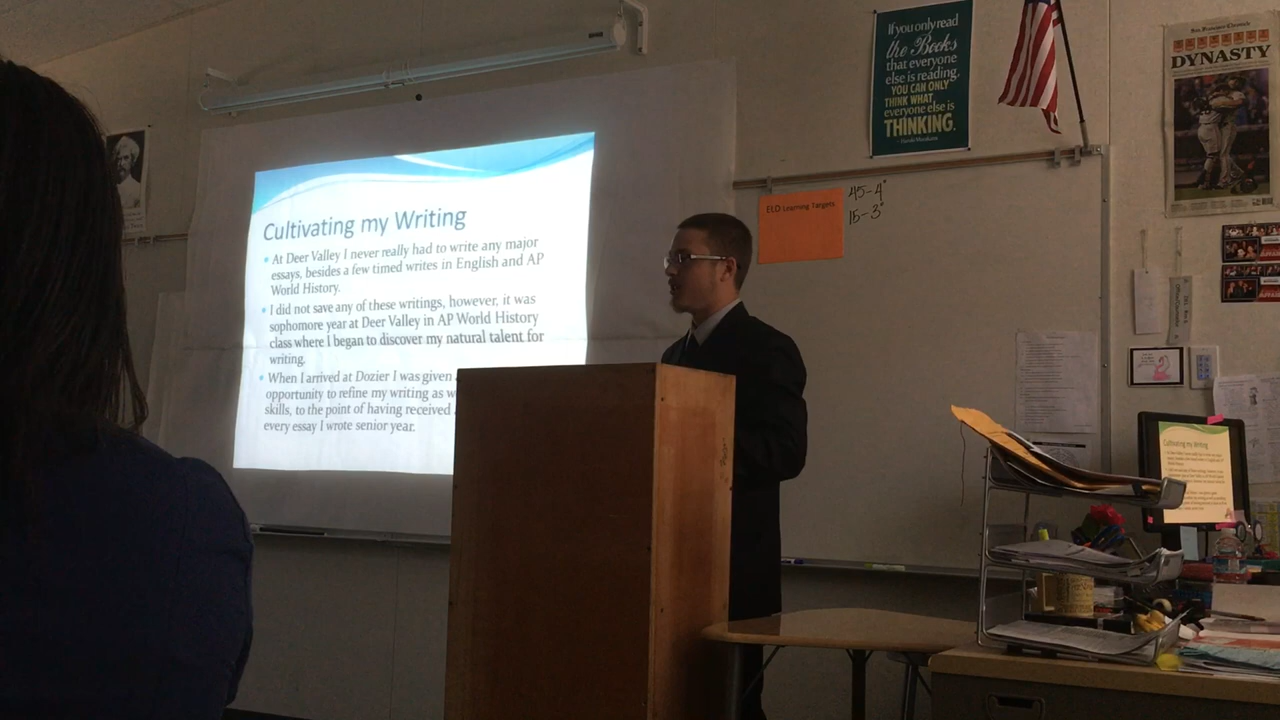 Cultivating my Writing
At Deer Valley I never really had to write any major
essays, besides a few timed writes in English and AP
World History.
I did not save any of these writings, however, it was
sophomore year at Deer Valley in AP World History
class where I began to discover my natural talent for
writing.
When I arrived at Dozier I was given
opportunity to refine my writing as w
skills, to the point of having received
every essay I wrote senior year.
If you only read
the Books
that everyone
else is reading,
YOU CAN ONLY
THINK WHAT
everyone else is
THINKING.
ELD Learning Targets
45-4"
15-3"
San Francisco Chronicle
DYNASTY
Cultivating my Writing